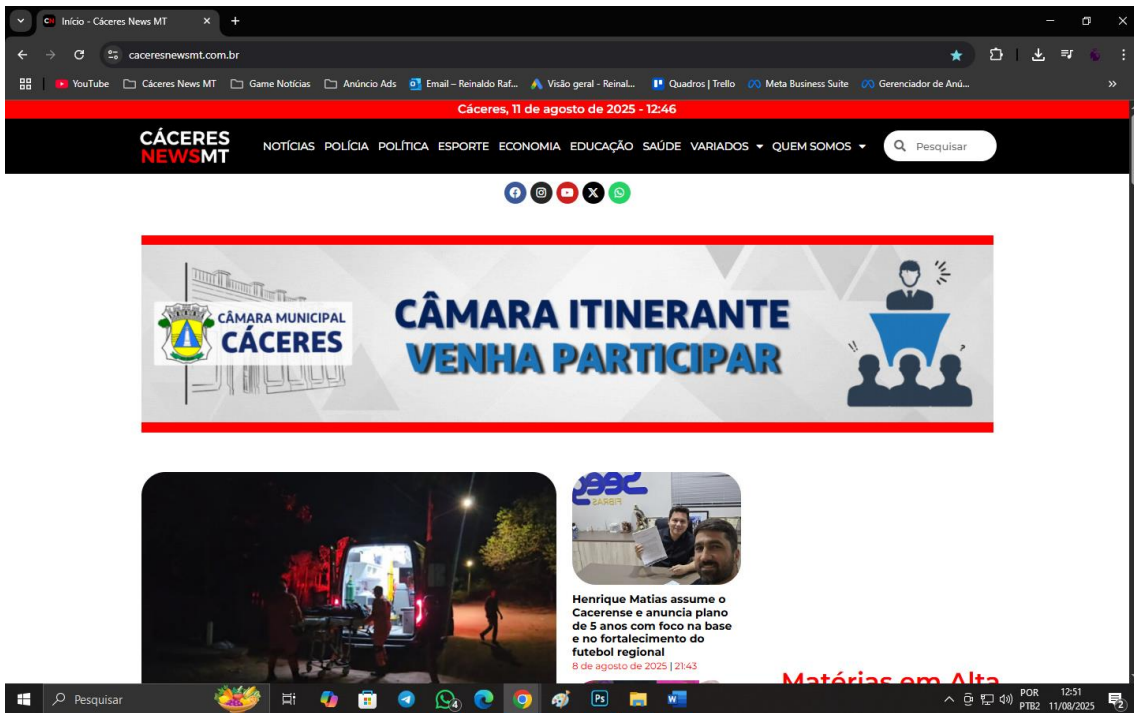 Início - Cáceres News MT
caceresnewsmt.com.br
YouTube Cáceres News MT Game Notícias Anúncio Ads Email – Reinaldo Raf... Visão geral - Reinal... Quadros | Trello Meta Business Suite Gerenciador de Anú...
Cáceres, 11 de agosto de 2025 - 12:46
CÁCERES
NEWSMT
NOTÍCIAS POLÍCIA POLÍTICA ESPORTE ECONOMIA EDUCAÇÃO SAÚDE VARIADOS QUEM SOMOS
Pesquisar
CÂMARA MUNICIPAL
CÁCERES
CÂMARA ITINERANTE
VENHA PARTICIPAR
FIBRAS
Henrique Matias assume o
Cacerense e anuncia plano
de 5 anos com foco na base
e no fortalecimento do
futebol regional
8 de agosto de 2025 | 21:43
Matérias em Alta
Pesquisar
4
Ps
POR
PTB2
12:51
11/08/2025
2